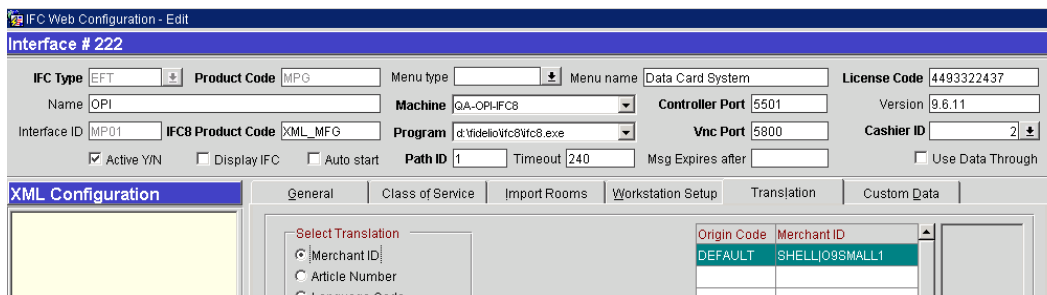 IFC Web Configuration - Edit
Interface # 222
IFC Type EFT Product Code MPG Menu type Menu name Data Card System License Code 4493322437
Name OPI Machine QA-OPI-IFC8 Controller Port 5501 Version 9.6.11
Interface ID MP01 IFC8 Product Code XML_MFG Program d:\fidelio\ifc8\ifc8.exe Vnc Port 5800 Cashier ID 2
Active Y/N Display IFC Auto start Path ID 1 Timeout 240 Msg Expires after Use Data Through
XML Configuration General Class of Service Import Rooms Workstation Setup Translation Custom Data
Select Translation Origin Code Merchant ID
Merchant ID DEFAULT SHELL|O9SMALL1
Article Number
Language Code